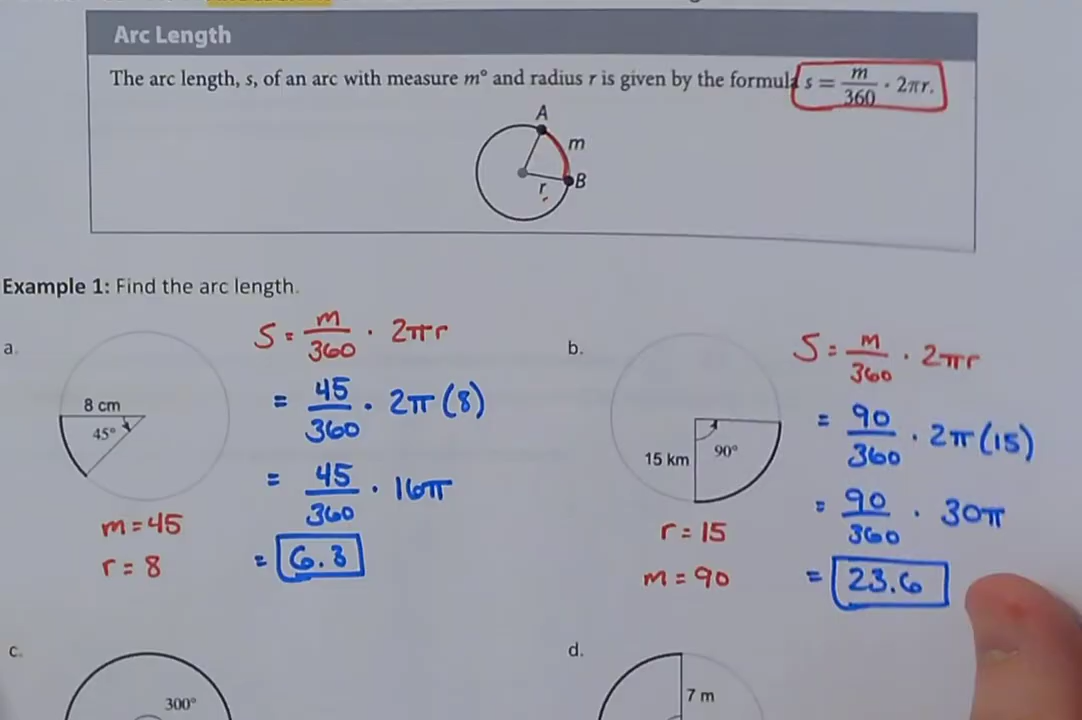 Arc Length
The arc length, s, of an arc with measure m° and radius r is given by the formula s = m/360 · 2πr.
A
m
r
B
Example 1: Find the arc length.
a.
8 cm
45°
m = 45
r = 8
S = m/360 · 2πr
= 45/360 · 2π(8)
= 45/360 · 16π
= 6.3
b.
15 km
90°
r = 15
m = 90
S = m/360 · 2πr
= 90/360 · 2π(15)
= 90/360 · 30π
= 23.6
c.
300°
d.
7 m